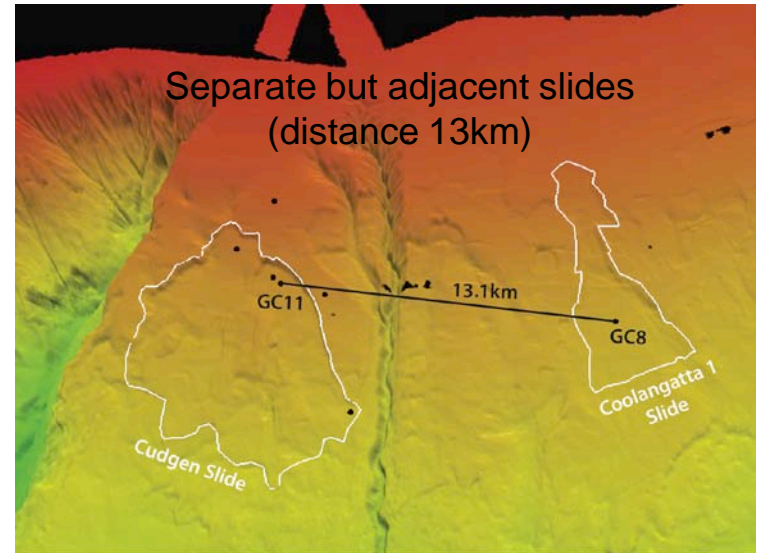 Separate but adjacent slides
(distance 13km)
13.1km
GC11
GC8
Coolangatta 1
Slide
Cudgen Slide